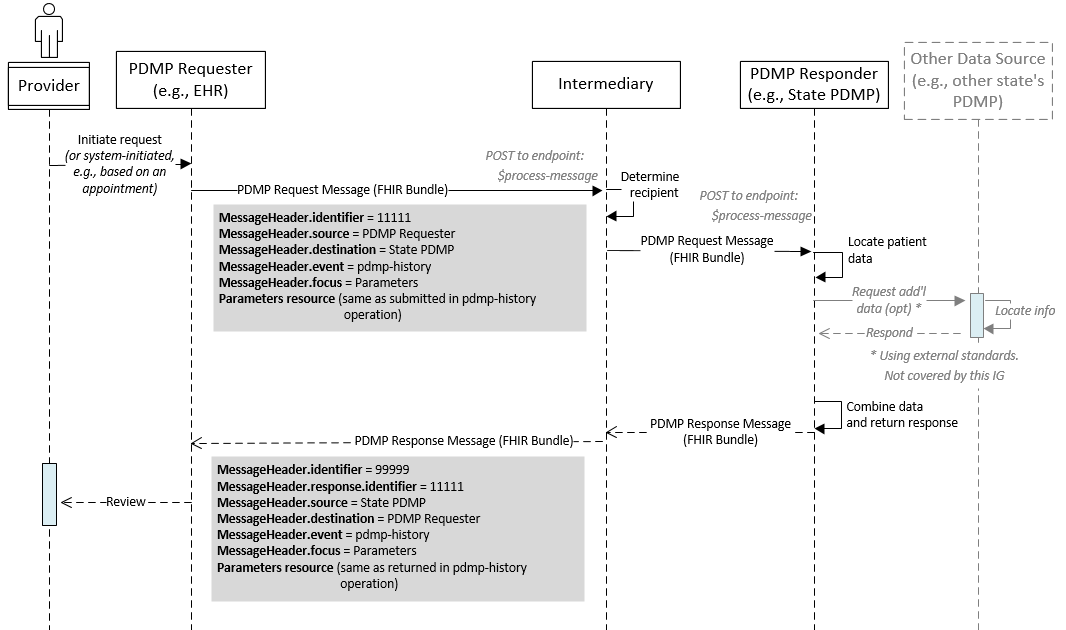 Provider
PDMP Requester
(e.g., EHR)
Intermediary
PDMP Responder
(e.g., State PDMP)
Other Data Source
(e.g., other state's
PDMP)
Initiate request
(or system-initiated,
e.g., based on an
appointment)
POST to endpoint:
$process-message
PDMP Request Message (FHIR Bundle)
Determine
recipient
MessageHeader.identifier = 11111
MessageHeader.source = PDMP Requester
MessageHeader.destination = State PDMP
MessageHeader.event = pdmp-history
MessageHeader.focus = Parameters
Parameters resource (same as submitted in pdmp-history
operation)
POST to endpoint:
$process-message
PDMP Request Message
(FHIR Bundle)
Locate patient
data
Request add'l
data (opt) *
Locate info
Respond
* Using external standards.
Not covered by this IG
Combine data
and return response
PDMP Response Message
(FHIR Bundle)
PDMP Response Message (FHIR Bundle)
MessageHeader.identifier = 99999
MessageHeader.response.identifier = 11111
MessageHeader.source = State PDMP
MessageHeader.destination = PDMP Requester
MessageHeader.event = pdmp-history
MessageHeader.focus = Parameters
Parameters resource (same as returned in pdmp-history
operation)
Review